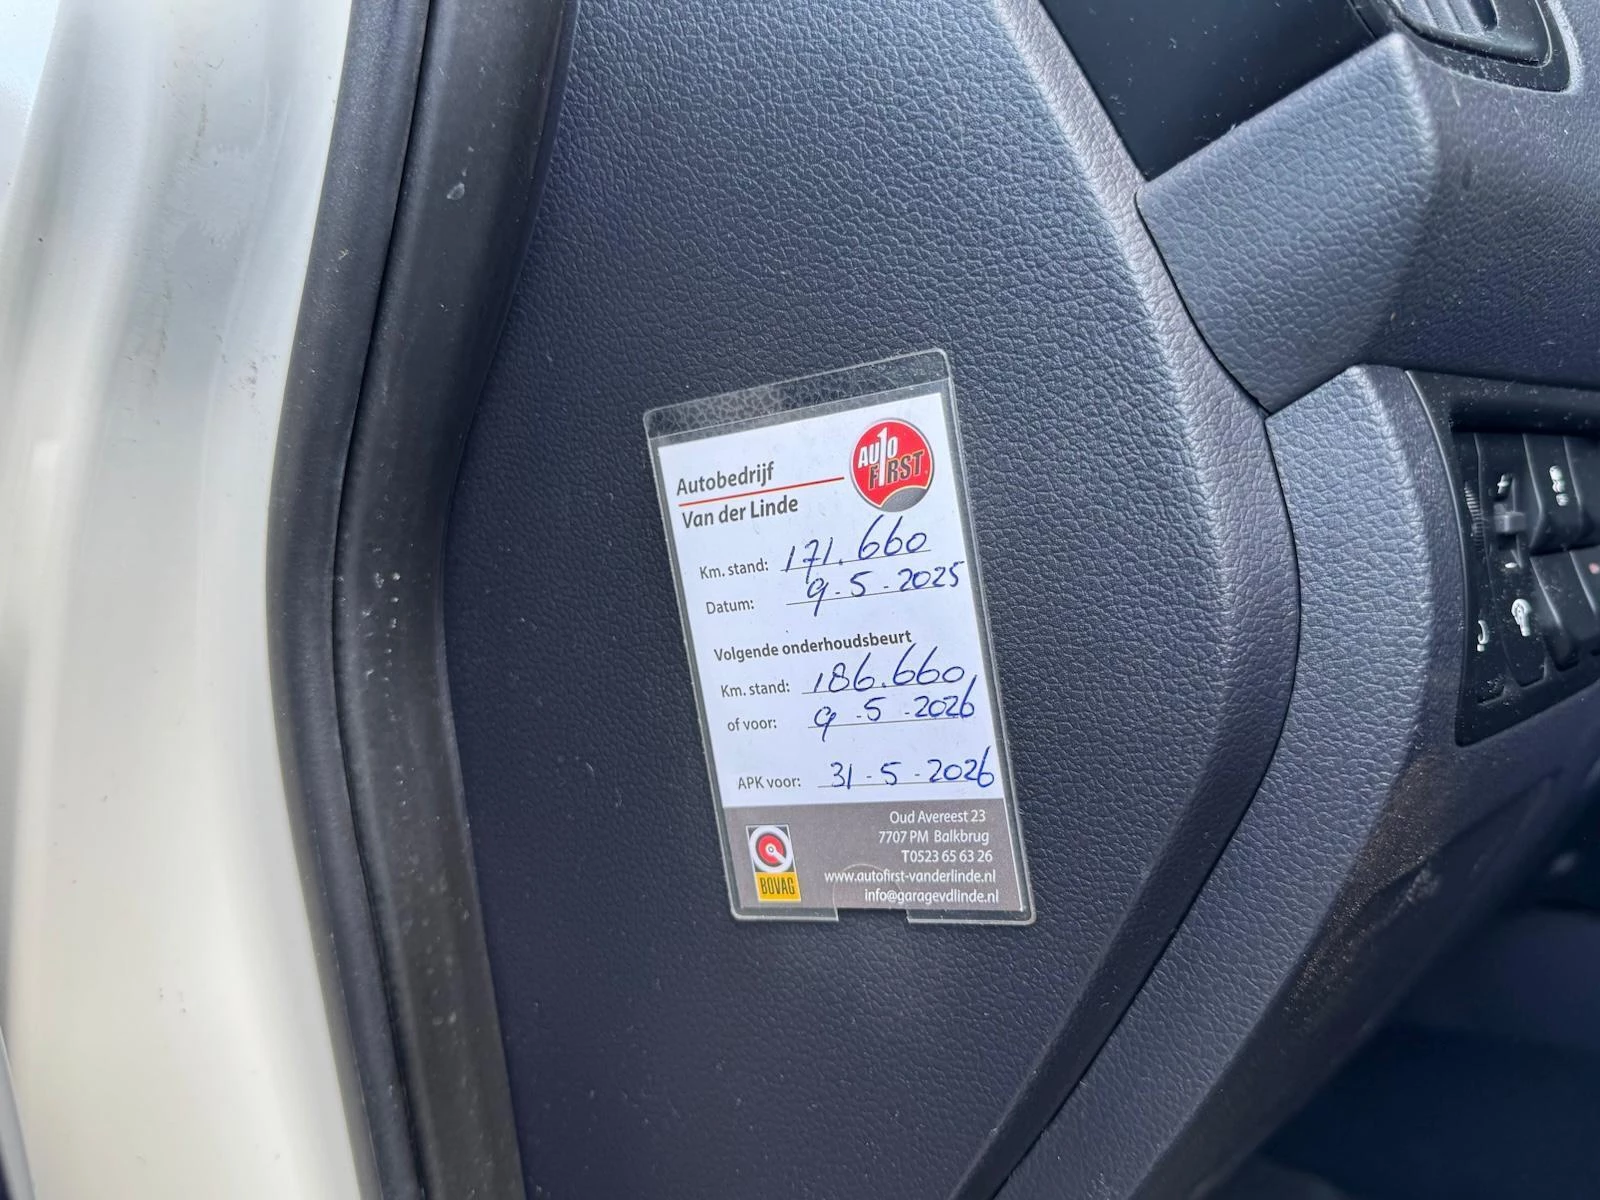 AUTO
FIRST
Autobedrijf
Van der Linde
Km. stand: 171.660
Datum: 9-5-2025
Volgende onderhoudsbeurt
Km. stand: 186.660
of voor: 9-5-2026
APK voor: 31-5-2026
Oud Avereest 23
7707 PM Balkbrug
T0523 65 63 26
www.autofirst-vanderlinde.nl
info@garagevdlinde.nl
BOVAG